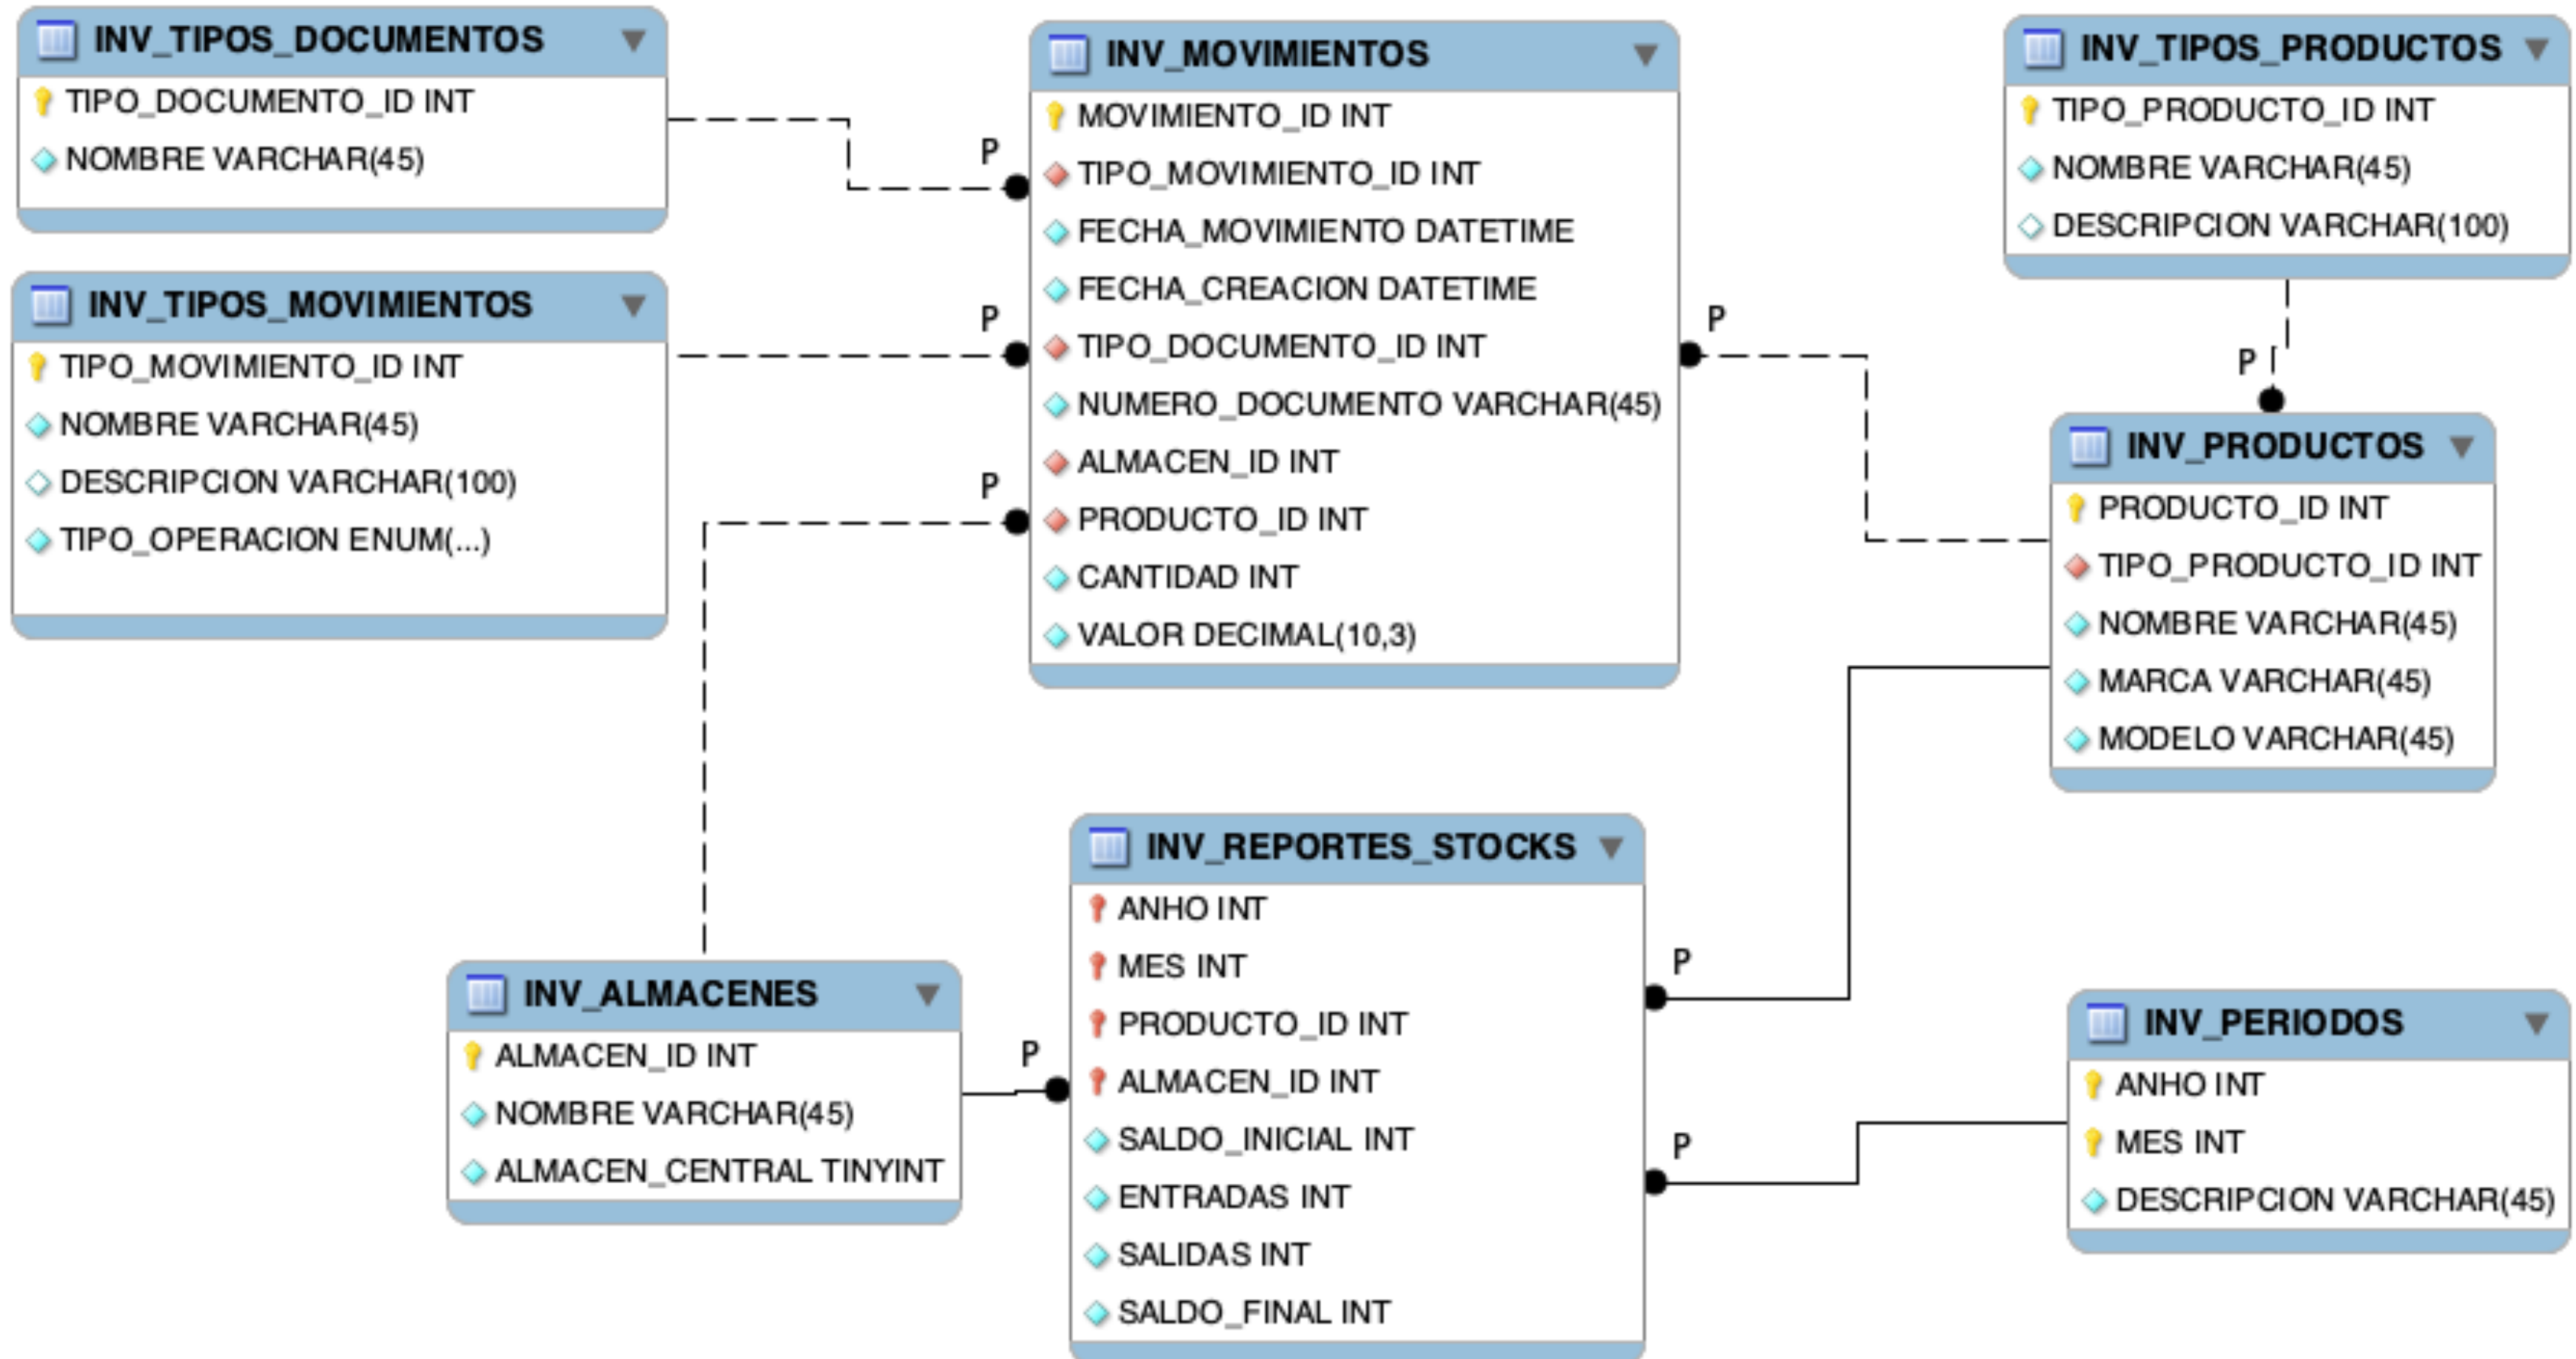 INV_TIPOS_DOCUMENTOS
TIPO_DOCUMENTO_ID INT
NOMBRE VARCHAR(45)
INV_TIPOS_MOVIMIENTOS
TIPO_MOVIMIENTO_ID INT
NOMBRE VARCHAR(45)
DESCRIPCION VARCHAR(100)
TIPO_OPERACION ENUM(...)
P
P
P
INV_MOVIMIENTOS
MOVIMIENTO_ID INT
TIPO_MOVIMIENTO_ID INT
FECHA_MOVIMIENTO DATETIME
FECHA_CREACION DATETIME
TIPO_DOCUMENTO_ID INT
NUMERO_DOCUMENTO VARCHAR(45)
ALMACEN_ID INT
PRODUCTO_ID INT
CANTIDAD INT
VALOR DECIMAL(10,3)
P
INV_TIPOS_PRODUCTOS
TIPO_PRODUCTO_ID INT
NOMBRE VARCHAR(45)
DESCRIPCION VARCHAR(100)
P
INV_PRODUCTOS
PRODUCTO_ID INT
TIPO_PRODUCTO_ID INT
NOMBRE VARCHAR(45)
MARCA VARCHAR(45)
MODELO VARCHAR(45)
INV_ALMACENES
ALMACEN_ID INT
NOMBRE VARCHAR(45)
ALMACEN_CENTRAL TINYINT
P
INV_REPORTES_STOCKS
ANHO INT
MES INT
PRODUCTO_ID INT
ALMACEN_ID INT
SALDO_INICIAL INT
ENTRADAS INT
SALIDAS INT
SALDO_FINAL INT
P
P
INV_PERIODOS
ANHO INT
MES INT
DESCRIPCION VARCHAR(45)